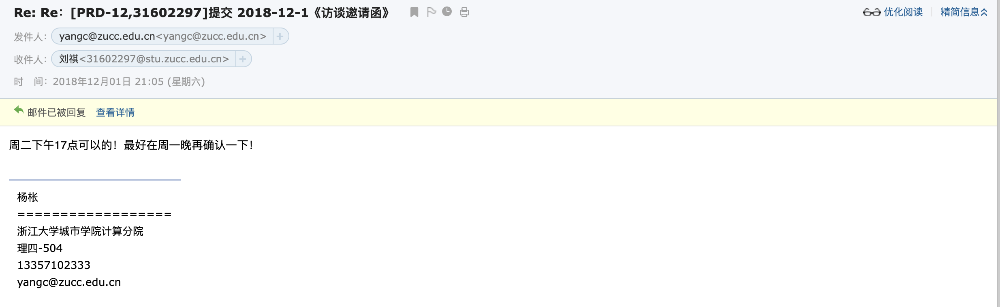 Re: Re：[PRD-12,31602297]提交 2018-12-1《访谈邀请函》
优化阅读 精简信息
发件人： yangc@zucc.edu.cn<yangc@zucc.edu.cn> +
收件人： 刘祺<31602297@stu.zucc.edu.cn> +
时 间： 2018年12月01日 21:05 (星期六)
邮件已被回复 查看详情
周二下午17点可以的！最好在周一晚再确认一下！
杨枨
==================
浙江大学城市学院计算分院
理四-504
13357102333
yangc@zucc.edu.cn